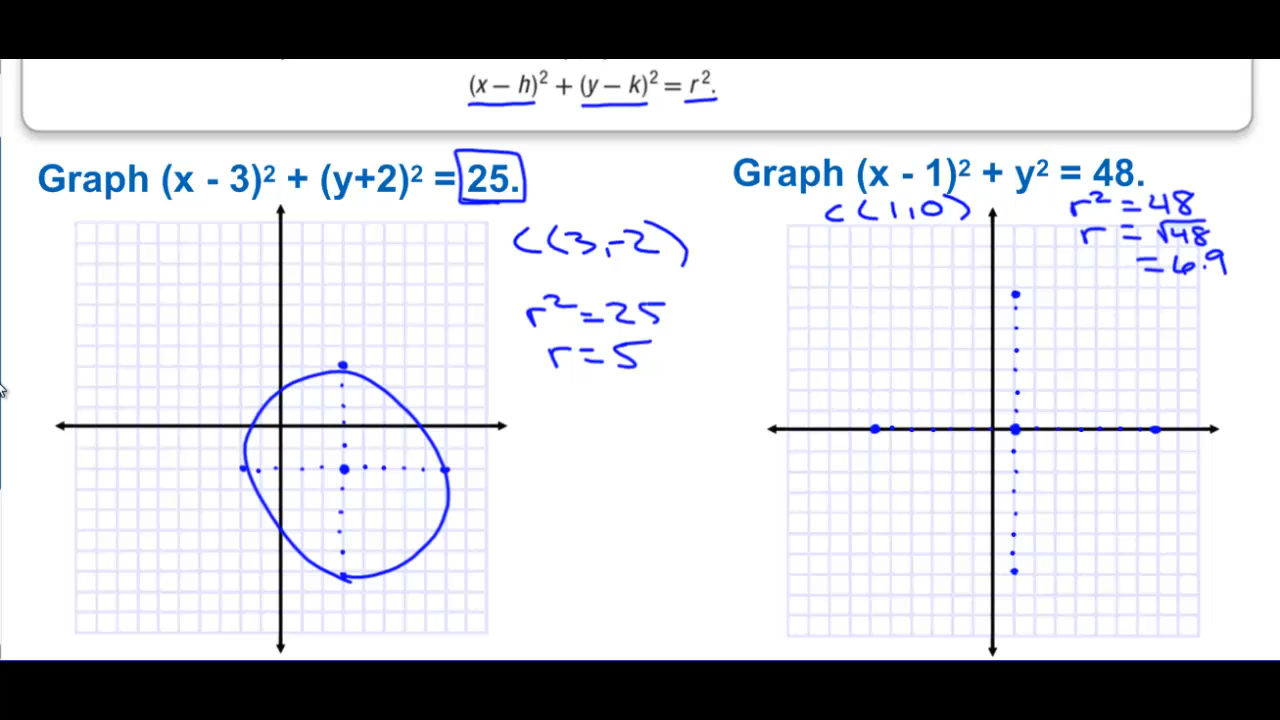 (x – h)² + (y – k)² = r².
Graph (x - 3)² + (y+2)² = 25.
C(3,-2)
r²=25
r=5
Graph (x - 1)² + y² = 48.
C(1,0)
r²=48
r = √48
= 6.9